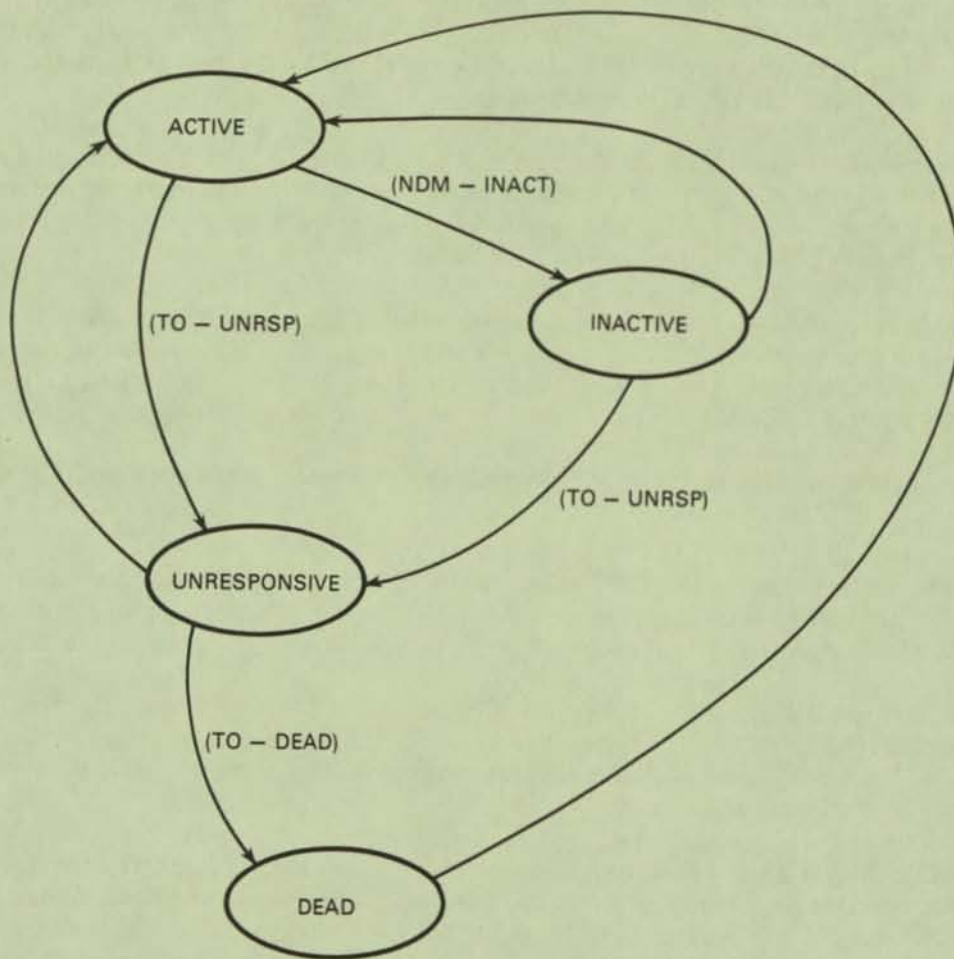 ACTIVE
(NDM – INACT)
(TO – UNRSP)
INACTIVE
(TO – UNRSP)
UNRESPONSIVE
(TO – DEAD)
DEAD